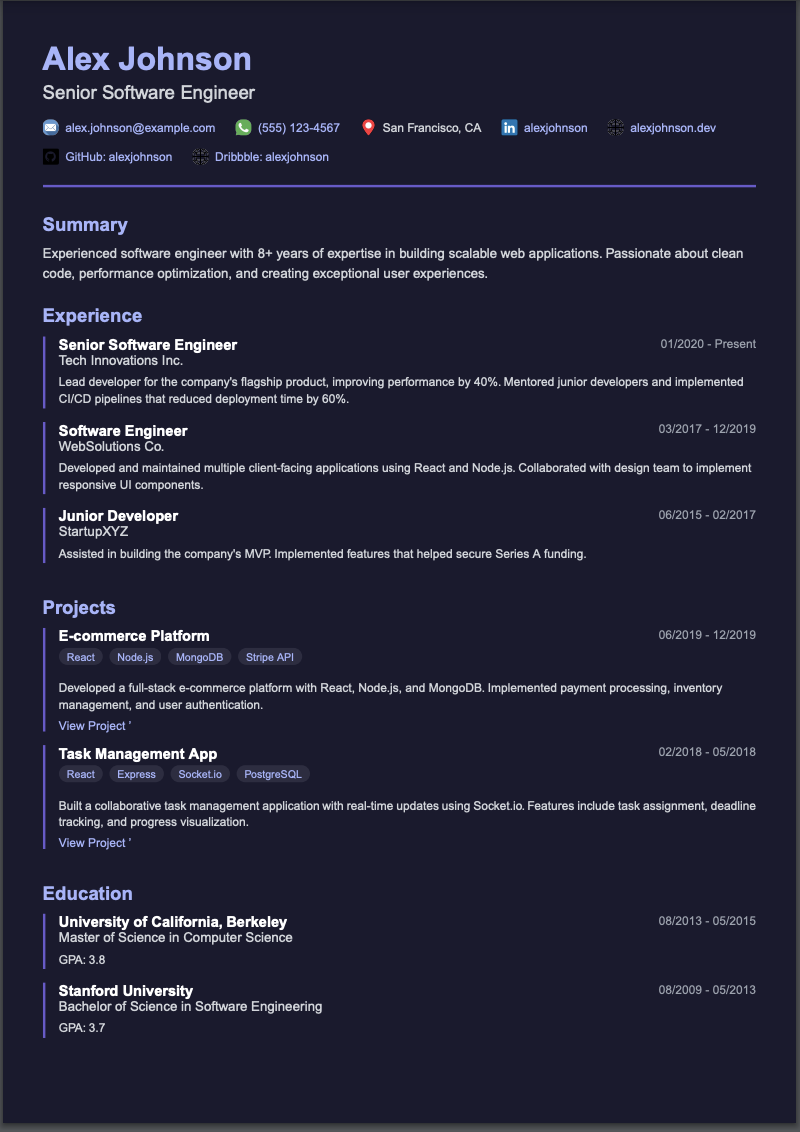 Alex Johnson
Senior Software Engineer
alex.johnson@example.com (555) 123-4567 San Francisco, CA alexjohnson alexjohnson.dev
GitHub: alexjohnson Dribbble: alexjohnson
Summary
Experienced software engineer with 8+ years of expertise in building scalable web applications. Passionate about clean
code, performance optimization, and creating exceptional user experiences.
Experience
Senior Software Engineer 01/2020 - Present
Tech Innovations Inc.
Lead developer for the company's flagship product, improving performance by 40%. Mentored junior developers and implemented
CI/CD pipelines that reduced deployment time by 60%.
Software Engineer 03/2017 - 12/2019
WebSolutions Co.
Developed and maintained multiple client-facing applications using React and Node.js. Collaborated with design team to implement
responsive UI components.
Junior Developer 06/2015 - 02/2017
StartupXYZ
Assisted in building the company's MVP. Implemented features that helped secure Series A funding.
Projects
E-commerce Platform 06/2019 - 12/2019
React Node.js MongoDB Stripe API
Developed a full-stack e-commerce platform with React, Node.js, and MongoDB. Implemented payment processing, inventory
management, and user authentication.
View Project '
Task Management App 02/2018 - 05/2018
React Express Socket.io PostgreSQL
Built a collaborative task management application with real-time updates using Socket.io. Features include task assignment, deadline
tracking, and progress visualization.
View Project '
Education
University of California, Berkeley 08/2013 - 05/2015
Master of Science in Computer Science
GPA: 3.8
Stanford University 08/2009 - 05/2013
Bachelor of Science in Software Engineering
GPA: 3.7